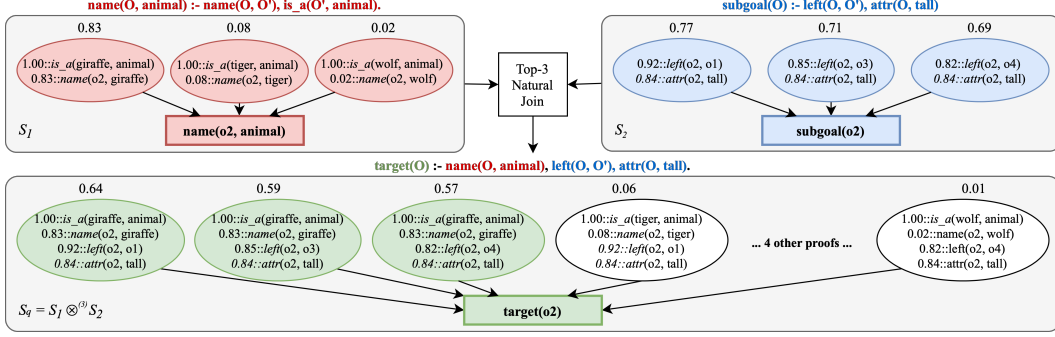 name(O, animal) :- name(O, O'), is_a(O', animal).
subgoal(O) :- left(O, O'), attr(O, tall)
0.83
0.08
0.02
0.77
0.71
0.69
1.00::is_a(giraffe, animal)
0.83::name(o2, giraffe)
1.00::is_a(tiger, animal)
0.08::name(o2, tiger)
1.00::is_a(wolf, animal)
0.02::name(o2, wolf)
Top-3
Natural
Join
0.92::left(o2, o1)
0.84::attr(o2, tall)
0.85::left(o2, o3)
0.84::attr(o2, tall)
0.82::left(o2, o4)
0.84::attr(o2, tall)
S1
name(o2, animal)
S2
subgoal(o2)
target(O) :- name(O, animal), left(O, O'), attr(O, tall).
0.64
0.59
0.57
0.06
0.01
1.00::is_a(giraffe, animal)
0.83::name(o2, giraffe)
0.92::left(o2, o1)
0.84::attr(o2, tall)
1.00::is_a(giraffe, animal)
0.83::name(o2, giraffe)
0.85::left(o2, o3)
0.84::attr(o2, tall)
1.00::is_a(giraffe, animal)
0.83::name(o2, giraffe)
0.82::left(o2, o4)
0.84::attr(o2, tall)
1.00::is_a(tiger, animal)
0.08::name(o2, tiger)
0.92::left(o2, o1)
0.84::attr(o2, tall)
... 4 other proofs ...
1.00::is_a(wolf, animal)
0.02::name(o2, wolf)
0.82::left(o2, o4)
0.84::attr(o2, tall)
Sq = S1 ⊗(3) S2
target(o2)